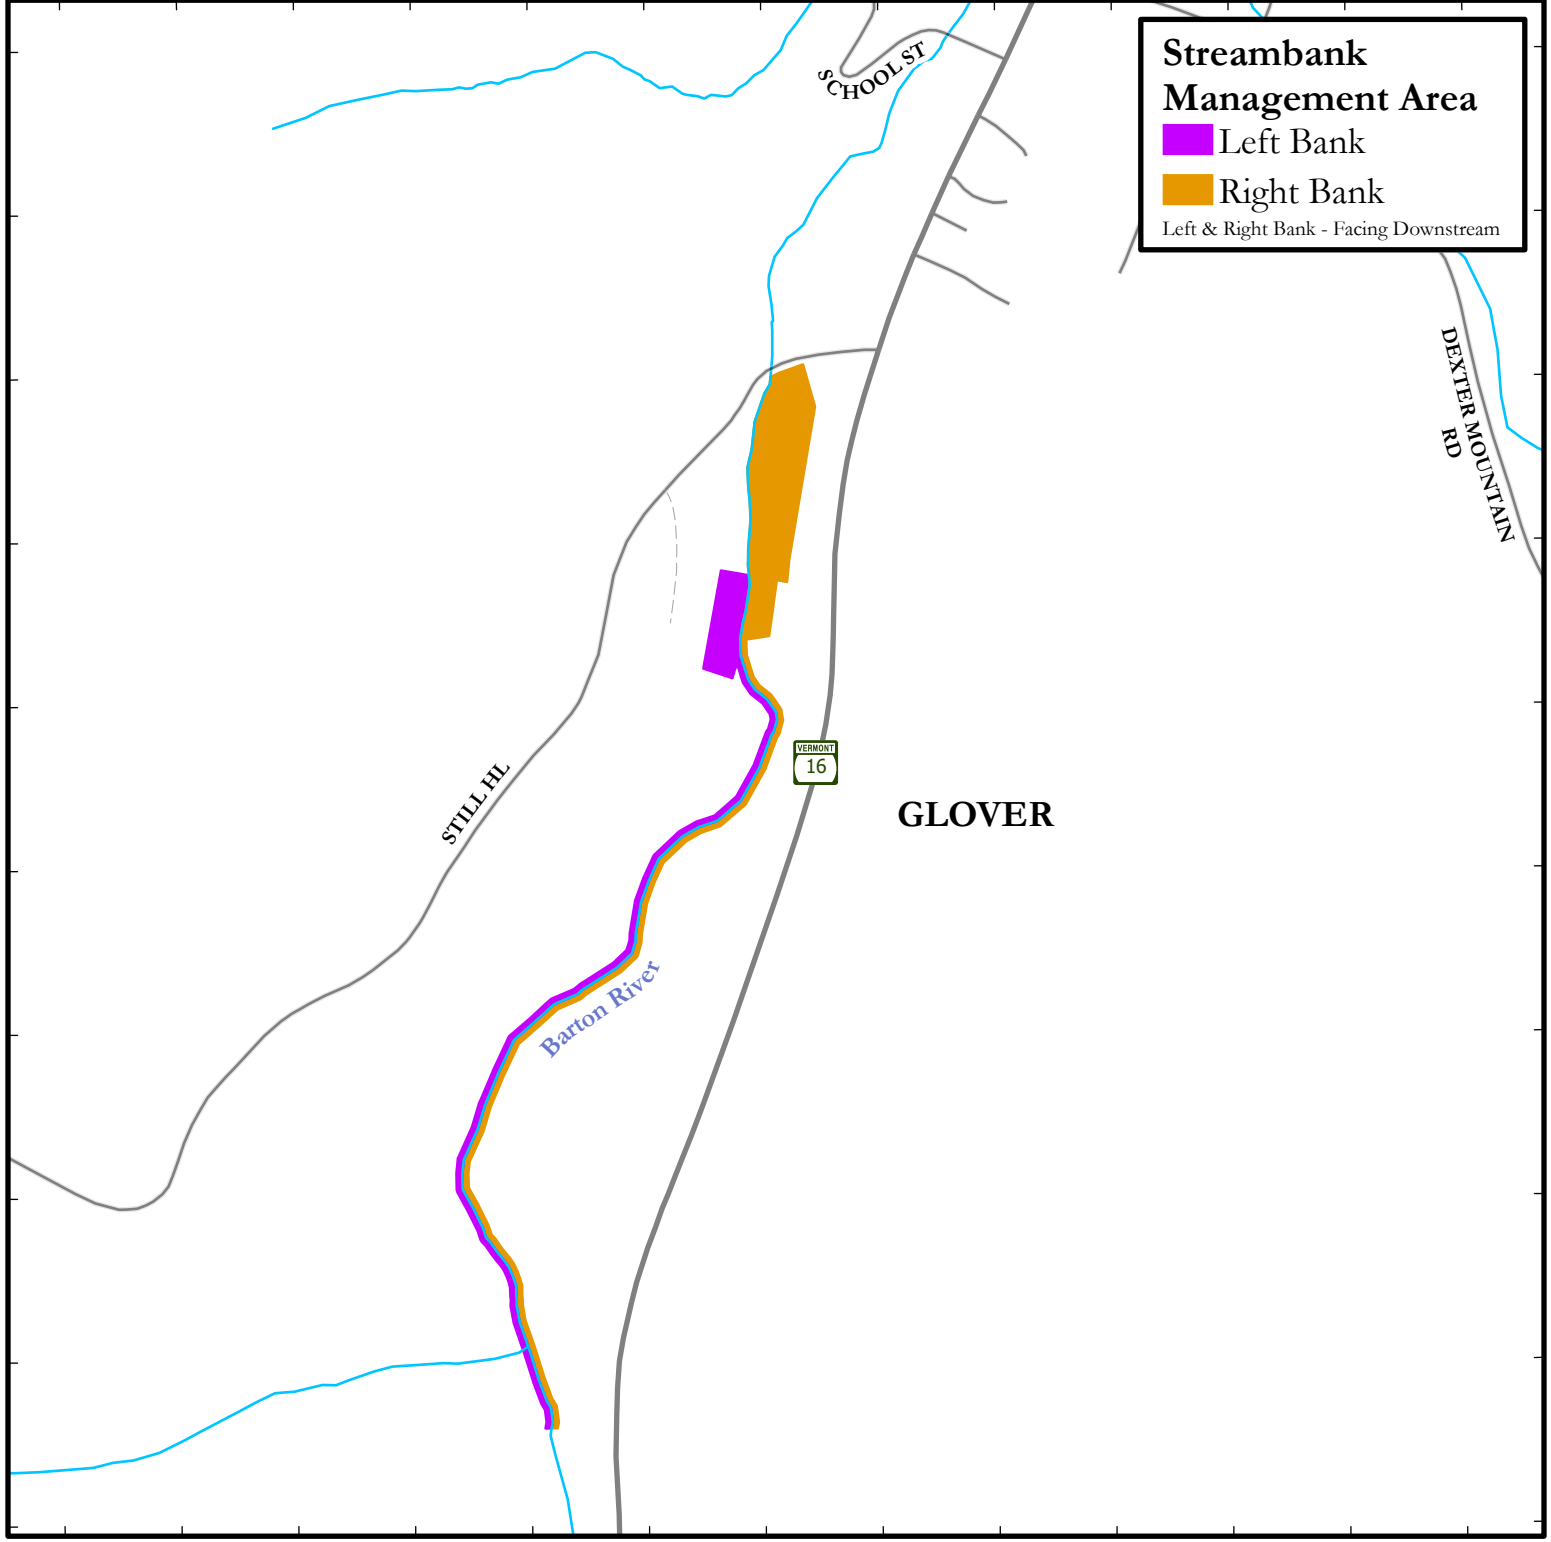 SCHOOL ST
Streambank
Management Area
Left Bank
Right Bank
Left & Right Bank - Facing Downstream
DEXTER MOUNTAIN
RD
STILL HL
VERMONT
16
GLOVER
Barton River